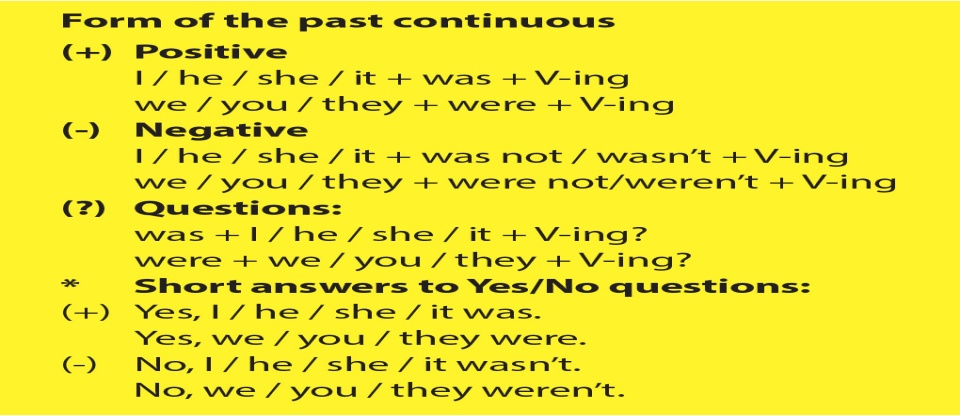 Form of the past continuous
(+) Positive
I / he / she / it + was + V-ing
we / you / they + were + V-ing
(-) Negative
I / he / she / it + was not / wasn't + V-ing
we / you / they + were not/weren't + V-ing
(?) Questions:
was + I / he / she / it + V-ing?
were + we / you / they + V-ing?
* Short answers to Yes/No questions:
(+) Yes, I / he / she / it was.
Yes, we / you / they were.
(-) No, I / he / she / it wasn't.
No, we / you / they weren't.